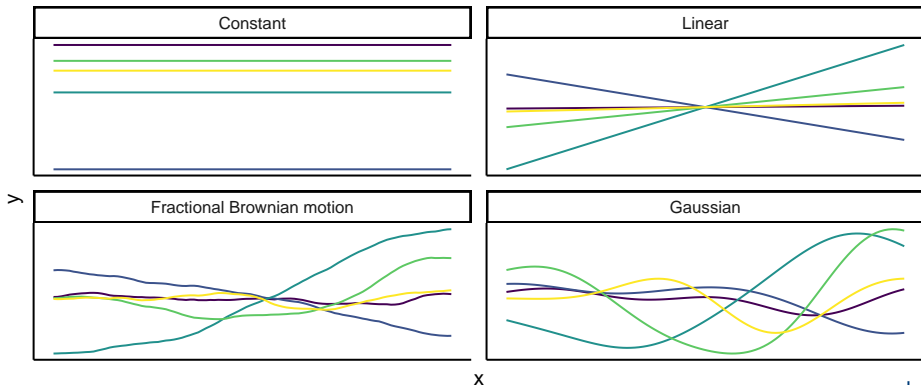 Constant
Linear
y
Fractional Brownian motion
Gaussian
x